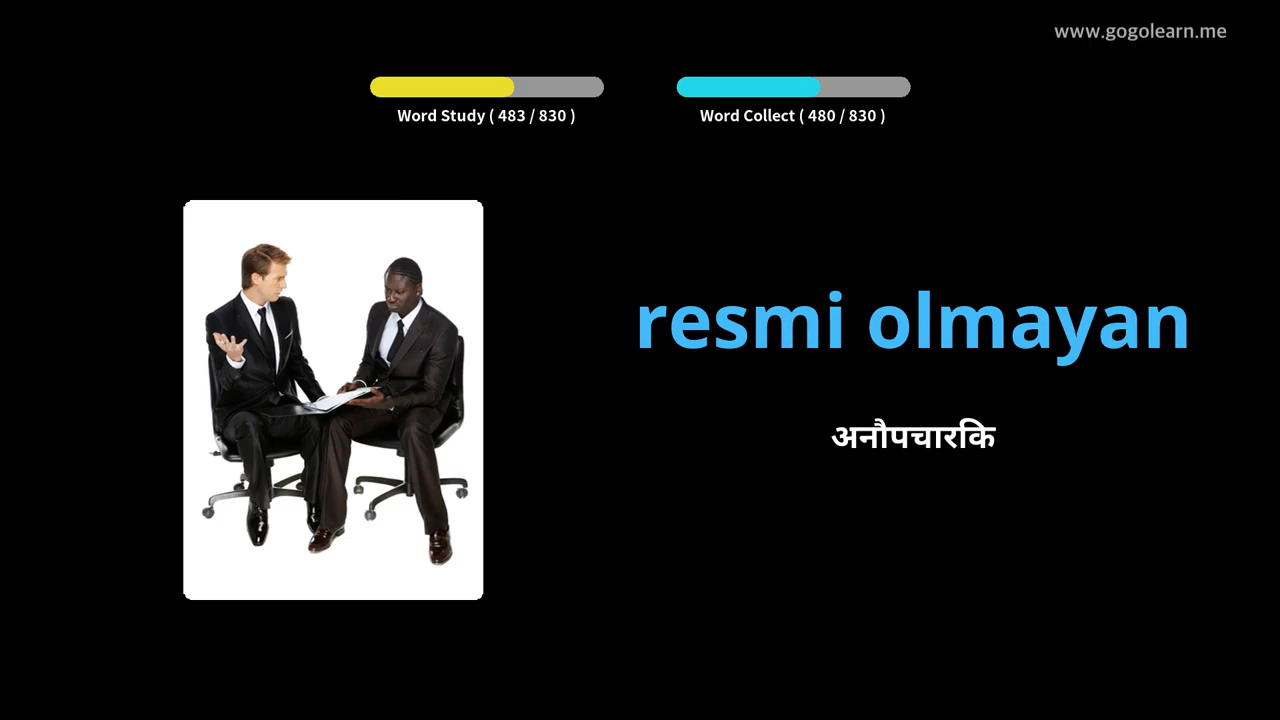 www.gogolearn.me
Word Study ( 483 / 830 )
Word Collect ( 480 / 830 )
resmi olmayan
अनौपचारकि